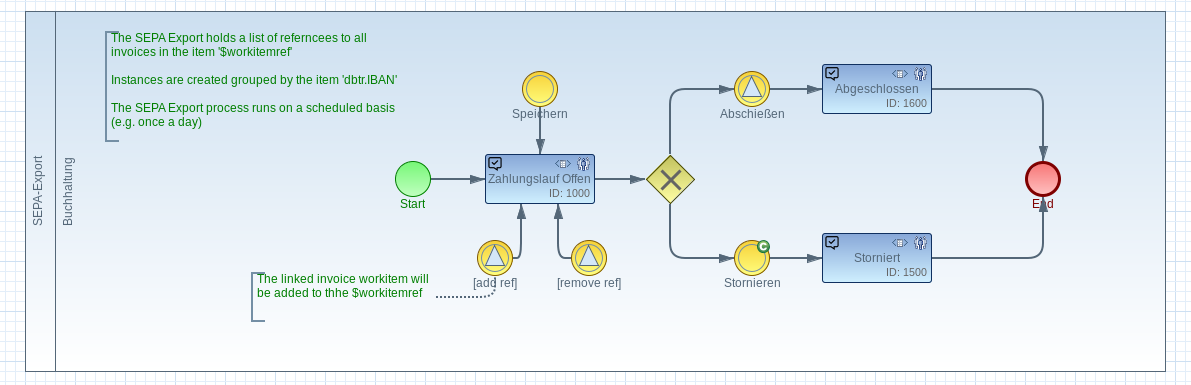 SEPA-Export
Buchhaltung
The SEPA Export holds a list of referncees to all
invoices in the item '$workitemref'
Instances are created grouped by the item 'dbtr.IBAN'
The SEPA Export process runs on a scheduled basis
(e.g. once a day)
Speichern
Abschießen
Abgeschlossen
ID: 1600
Start
Zahlungslauf Offen
ID: 1000
End
The linked invoice workitem will
be added to thhe $workitemref
[add ref]
[remove ref]
Stornieren
C
Storniert
ID: 1500